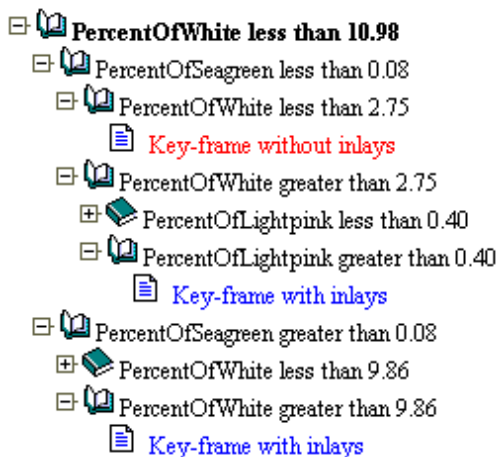 PercentOfWhite less than 10.98
PercentOfSeagreen less than 0.08
PercentOfWhite less than 2.75
Key-frame without inlays
PercentOfWhite greater than 2.75
PercentOfLightpink less than 0.40
PercentOfLightpink greater than 0.40
Key-frame with inlays
PercentOfSeagreen greater than 0.08
PercentOfWhite less than 9.86
PercentOfWhite greater than 9.86
Key-frame with inlays